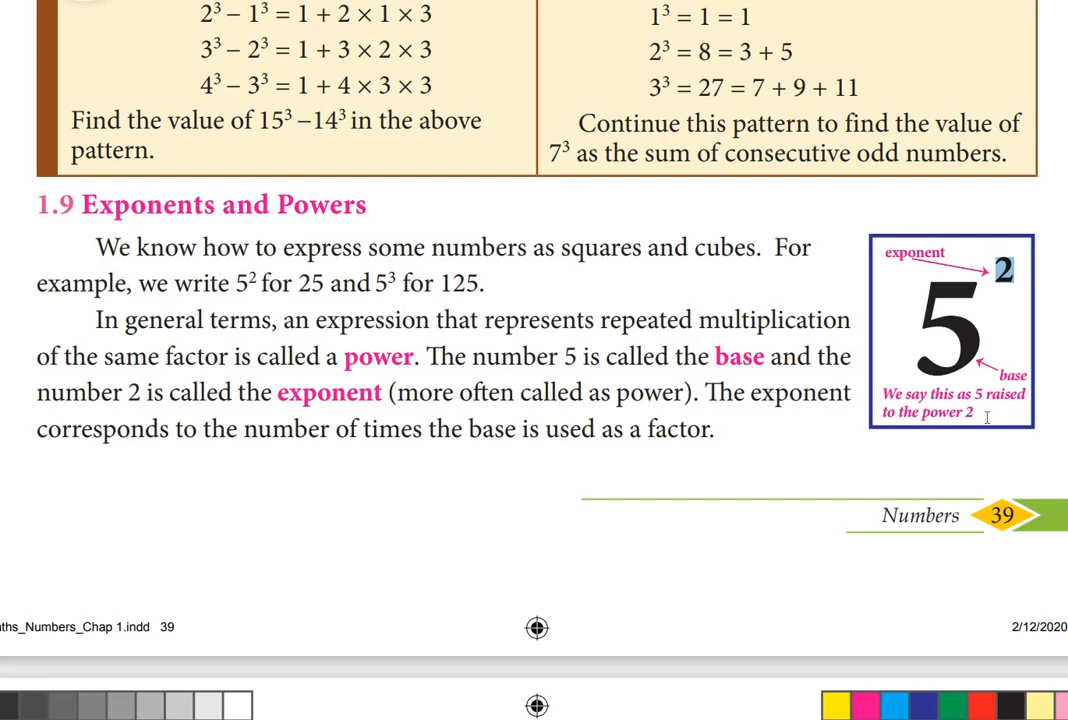 2³ – 1³ = 1 + 2 × 1 × 3
3³ – 2³ = 1 + 3 × 2 × 3
4³ – 3³ = 1 + 4 × 3 × 3
Find the value of 15³ –14³ in the above
pattern.
1³ = 1 = 1
2³ = 8 = 3 + 5
3³ = 27 = 7 + 9 + 11
Continue this pattern to find the value of
7³ as the sum of consecutive odd numbers.
1.9 Exponents and Powers
We know how to express some numbers as squares and cubes. For
example, we write 5² for 25 and 5³ for 125.
In general terms, an expression that represents repeated multiplication
of the same factor is called a power. The number 5 is called the base and the
number 2 is called the exponent (more often called as power). The exponent
corresponds to the number of times the base is used as a factor.
exponent
2
5
base
We say this as 5 raised
to the power 2
Numbers 39
ths_Numbers_Chap 1.indd 39
2/12/2020